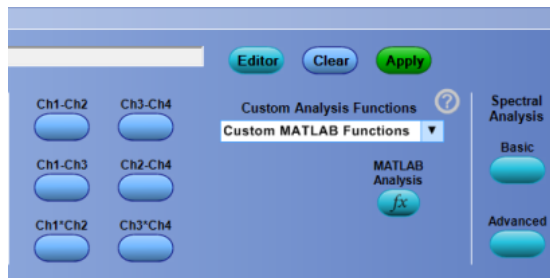 Editor Clear Apply
Ch1-Ch2 Ch3-Ch4
Custom Analysis Functions ?
Custom MATLAB Functions
Spectral
Analysis
Basic
Ch1-Ch3 Ch2-Ch4
MATLAB
Analysis
fx
Ch1*Ch2 Ch3*Ch4
Advanced